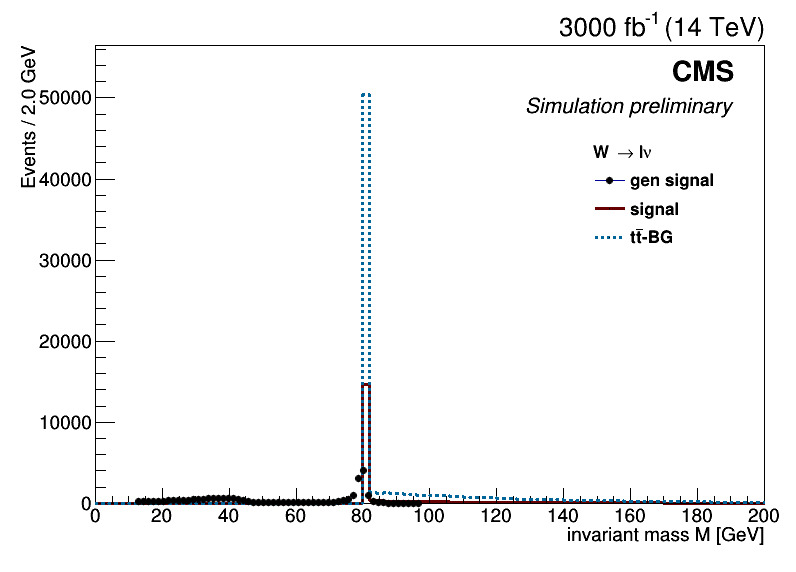 3000 fb⁻¹ (14 TeV)
Events / 2.0 GeV
CMS
Simulation preliminary
W → lν
gen signal
signal
tt̄-BG
50000
40000
30000
20000
10000
0
0 20 40 60 80 100 120 140 160 180 200
invariant mass M [GeV]